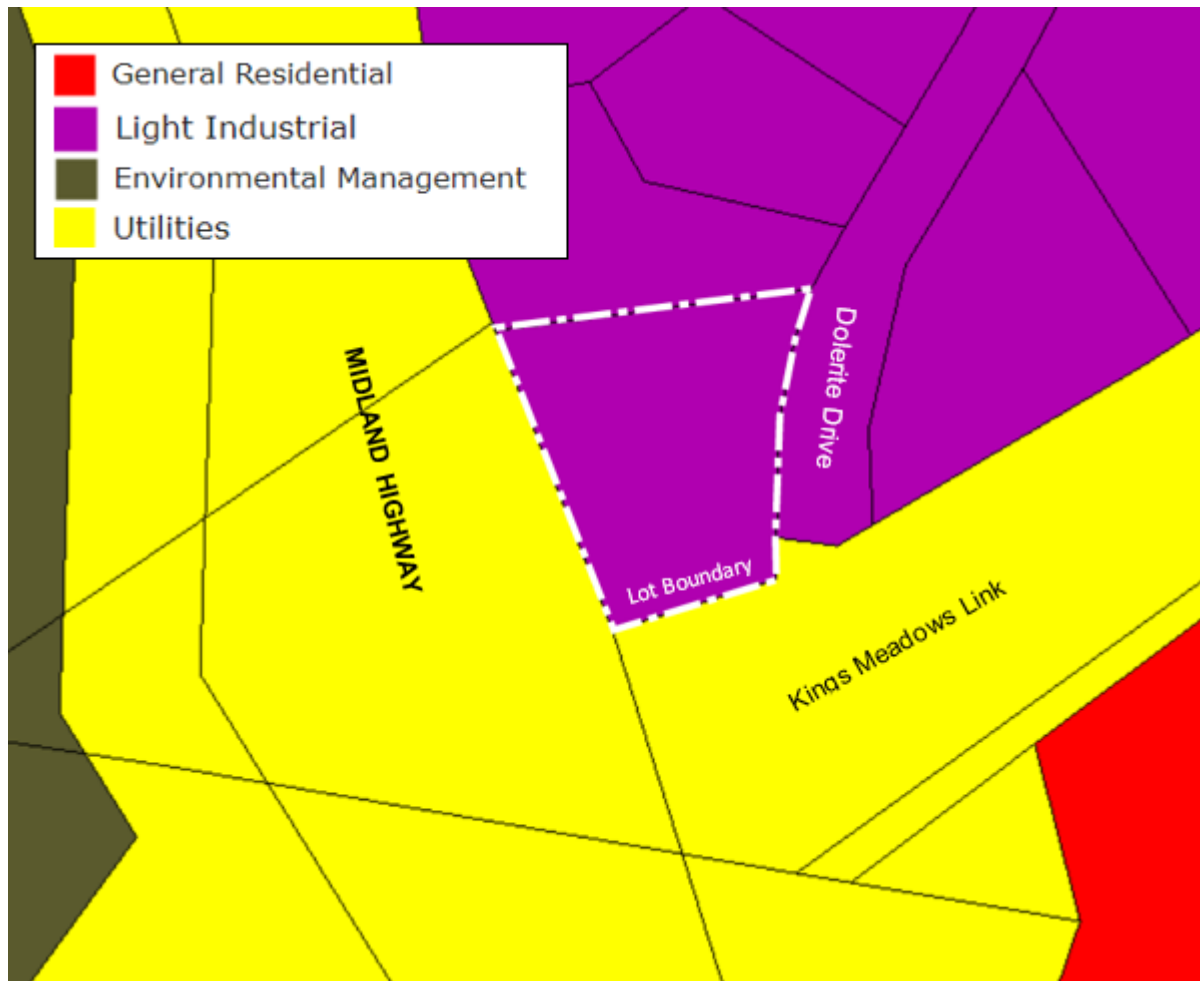 General Residential
Light Industrial
Environmental Management
Utilities
MIDLAND HIGHWAY
Dolerite Drive
Lot Boundary
Kings Meadows Link